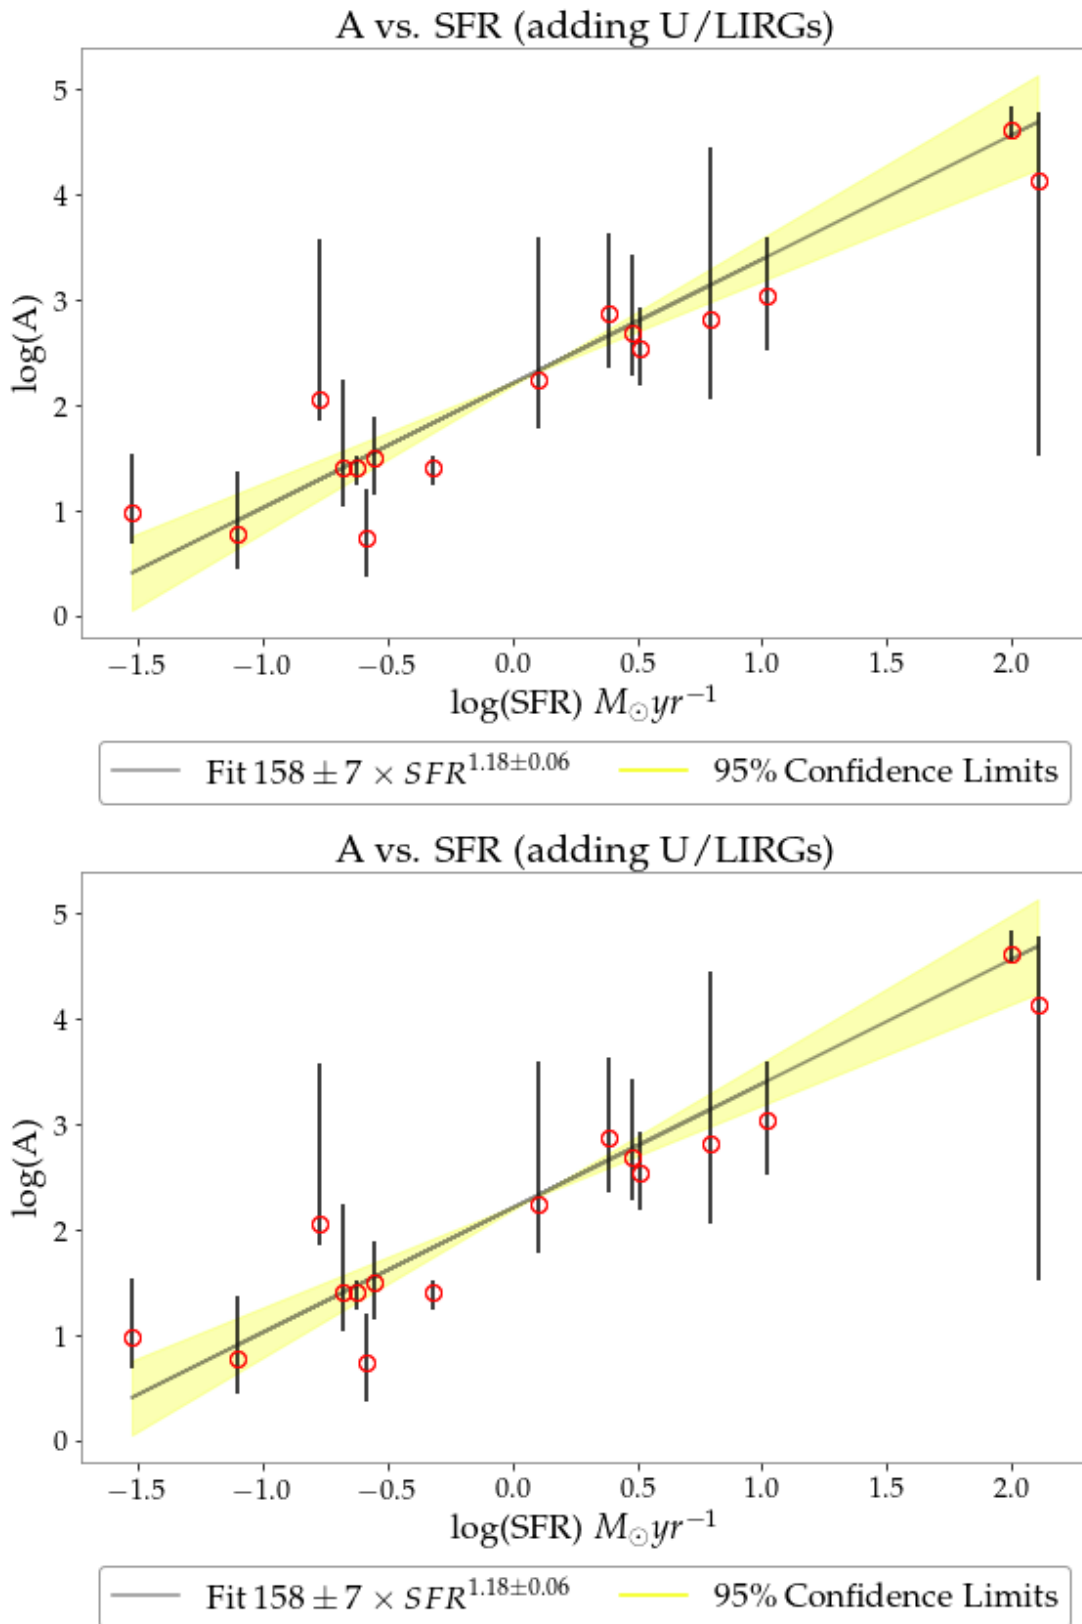 A vs. SFR (adding U/LIRGs)
5
4
3
2
1
0
log(A)
−1.5 −1.0 −0.5 0.0 0.5 1.0 1.5 2.0
log(SFR) M⊙yr⁻¹
Fit 158 ± 7 × SFR¹·¹⁸±⁰·⁰⁶ 95% Confidence Limits
A vs. SFR (adding U/LIRGs)
5
4
3
2
1
0
log(A)
−1.5 −1.0 −0.5 0.0 0.5 1.0 1.5 2.0
log(SFR) M⊙yr⁻¹
Fit 158 ± 7 × SFR¹·¹⁸±⁰·⁰⁶ 95% Confidence Limits